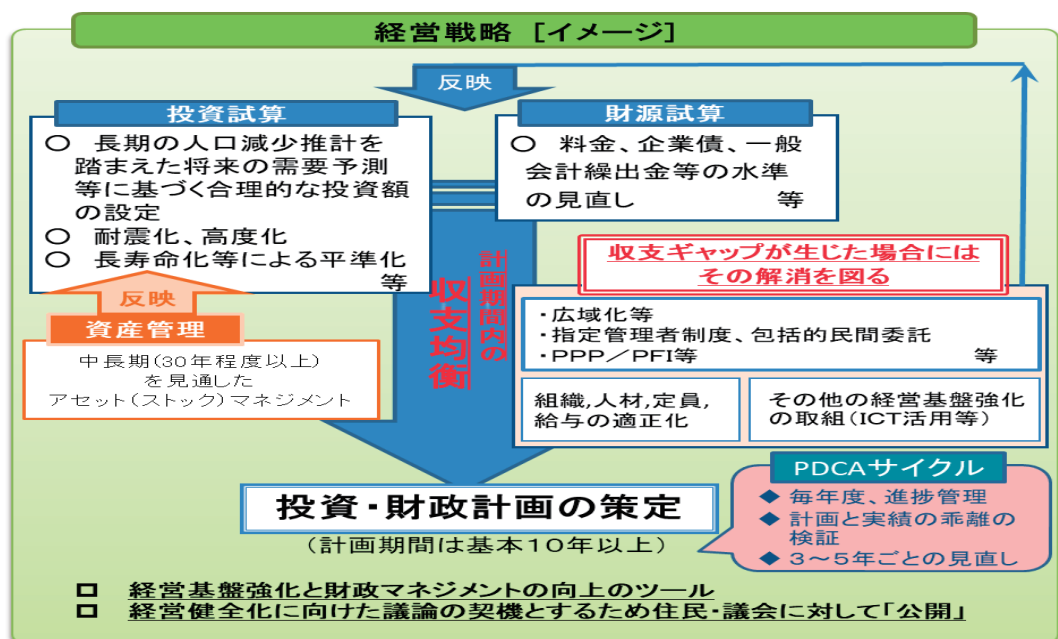 経営戦略 [イメージ]
反映
投資試算
○ 長期の人口減少推計を
踏まえた将来の需要予測
等に基づく合理的な投資額
の設定
○ 耐震化、高度化
○ 長寿命化等による平準化
等
財源試算
○ 料金、企業債、一般
会計繰出金等の水準
の見直し 等
反映
資産管理
中長期(30年程度以上)
を見通した
アセット(ストック)マネジメント
計画期間内の
収支均衡
収支ギャップが生じた場合には
その解消を図る
・広域化等
・指定管理者制度、包括的民間委託
・PPP/PFI等 等
組織,人材,定員,
給与の適正化
その他の経営基盤強化
の取組(ICT活用等)
投資・財政計画の策定
(計画期間は基本10年以上)
PDCAサイクル
◆ 毎年度、進捗管理
◆ 計画と実績の乖離の
検証
◆ 3~5年ごとの見直し
□ 経営基盤強化と財政マネジメントの向上のツール
□ 経営健全化に向けた議論の契機とするため住民・議会に対して「公開」